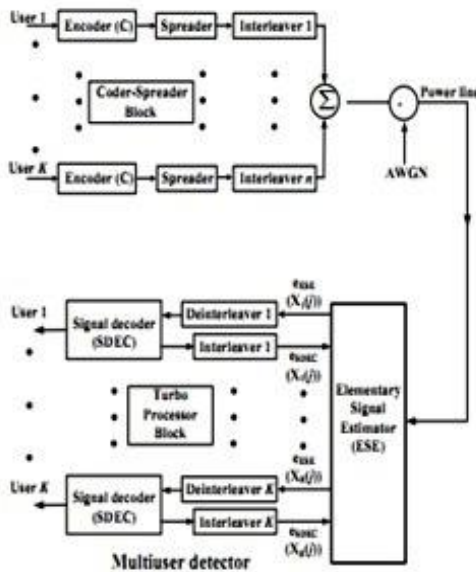 User 1
Encoder (C)
Spreader
Interleaver 1
Coder-Spreader
Block
Σ
Power line
AWGN
User K
Encoder (C)
Spreader
Interleaver n
User 1
Signal decoder
(SDEC)
Deinterleaver 1
Interleaver 1
Turbo
Processor
Block
Elementary
Signal
Estimator
(ESE)
User K
Signal decoder
(SDEC)
Deinterleaver K
Interleaver K
Multiuser detector